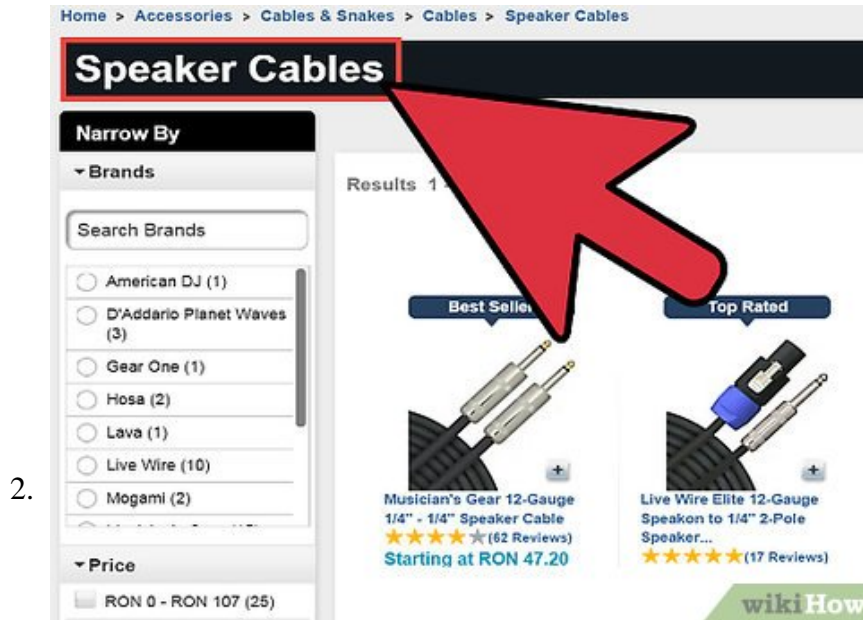 Home > Accessories > Cables & Snakes > Cables > Speaker Cables
Speaker Cables
Narrow By
Brands
Search Brands
American DJ (1)
D'Addario Planet Waves
(3)
Gear One (1)
Hosa (2)
Lava (1)
Live Wire (10)
Mogami (2)
Price
RON 0 - RON 107 (25)
Results 1 -
Best Seller
Musician's Gear 12-Gauge
1/4" - 1/4" Speaker Cable
(62 Reviews)
Starting at RON 47.20
Top Rated
Live Wire Elite 12-Gauge
Speakon to 1/4" 2-Pole
Speaker...
(17 Reviews)
2.
wikiHow